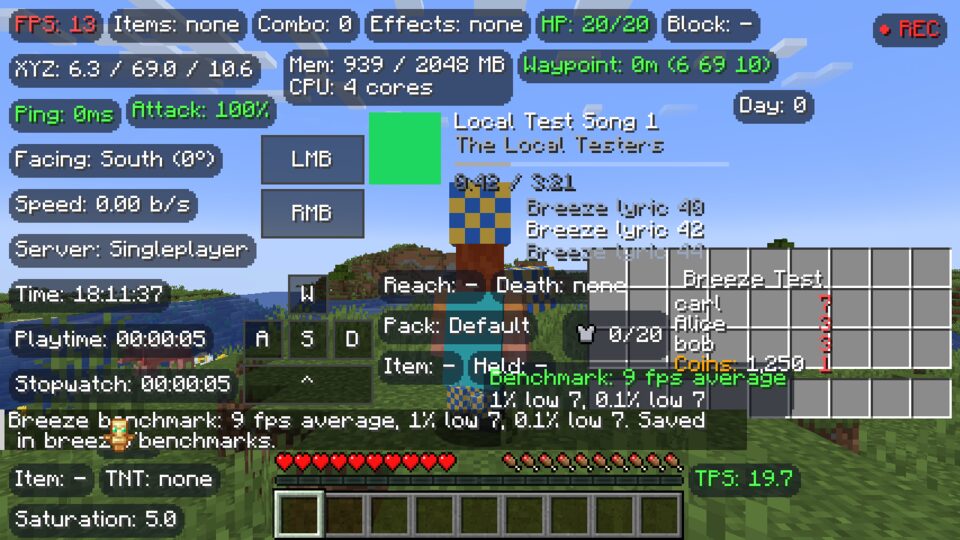 FPS: 13
Items: none
Combo: 0
Effects: none
HP: 20/20
Block: -
● REC
XYZ: 6.3 / 69.0 / 10.6
Mem: 939 / 2048 MB
CPU: 4 cores
Waypoint: 0m (6 69 10)
Day: 0
Ping: 0ms
Attack: 100%
Local Test Song 1
The Local Testers
0:42 / 3:21
Facing: South (0°)
LMB
RMB
Speed: 0.00 b/s
Breeze lyric 40
Breeze lyric 42
Breeze lyric 44
Server: Singleplayer
Time: 18:11:37
W
Reach: -
Death: none
Breeze Test
carl 7
Alice 3
bob 3
Coins: 1,250 1
Playtime: 00:00:05
A
S
D
Pack: Default
0/20
Stopwatch: 00:00:05
^
Item: -
Held: -
Benchmark: 9 fps average
1% low 7, 0.1% low 7
Breeze benchmark: 9 fps average, 1% low 7, 0.1% low 7. Saved
in breeze benchmarks.
Item: -
TNT: none
TPS: 19.7
Saturation: 5.0